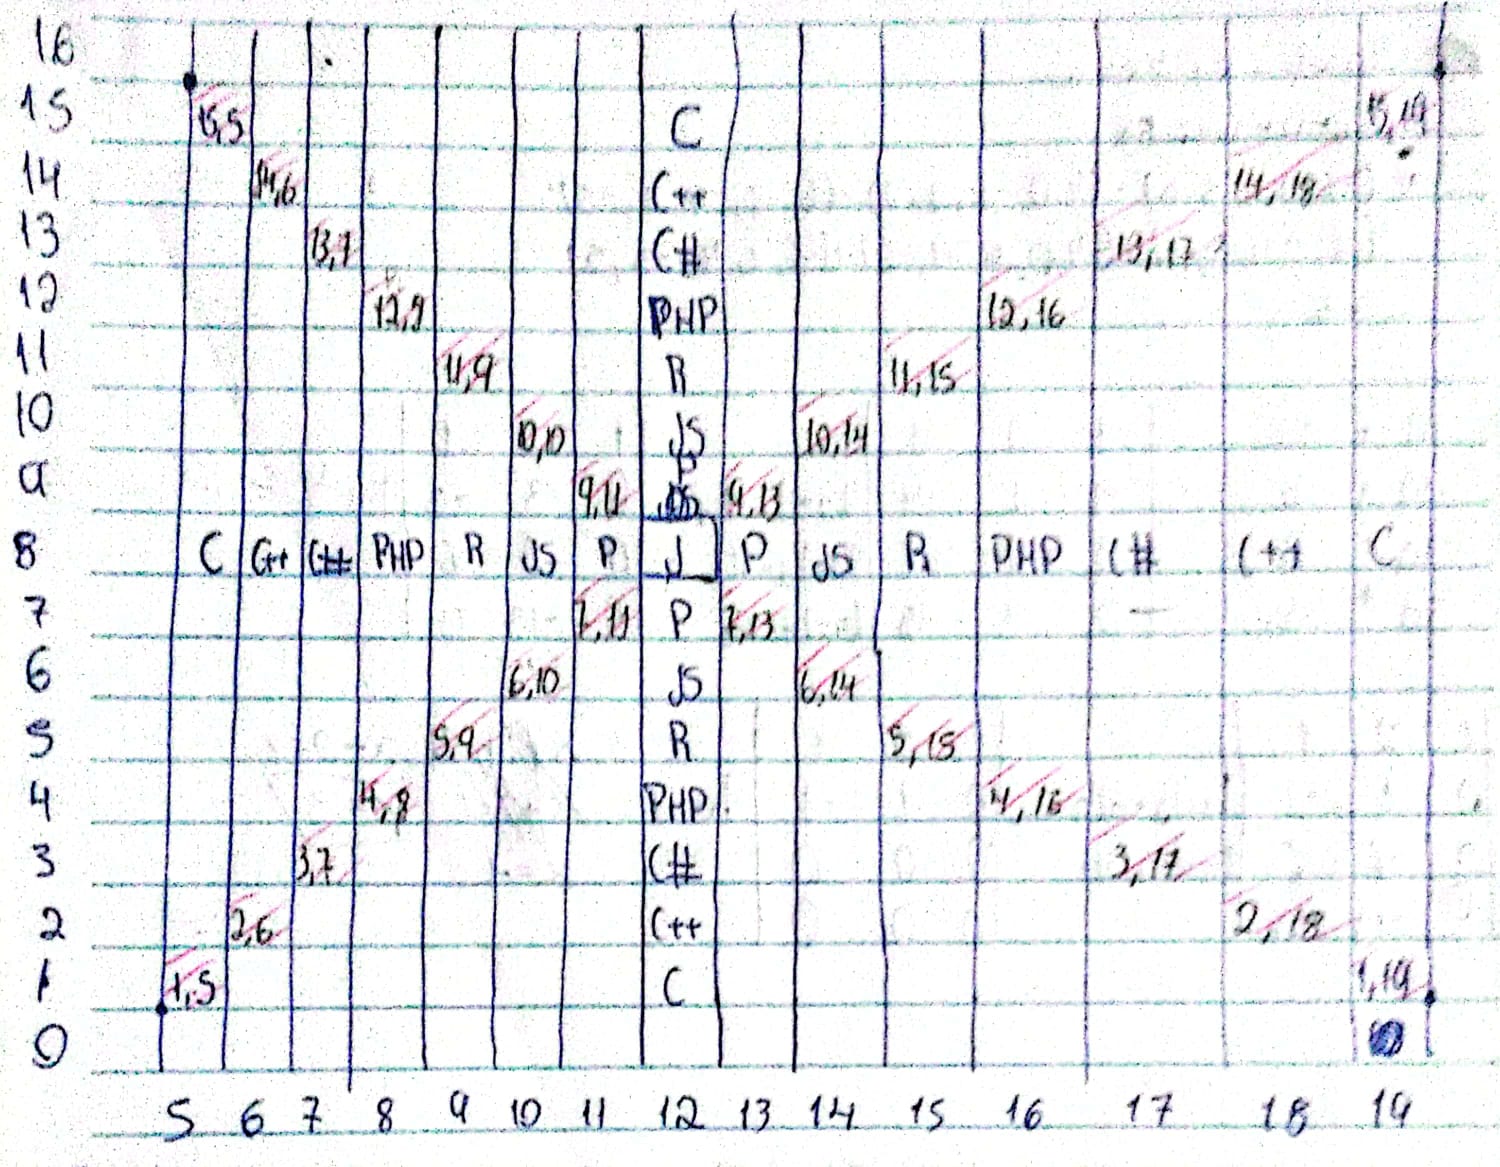 16
15 15,5 C 15,19
14 14,6 C++ 14,18
13 13,7 C# 13,17
12 12,9 PHP 12,16
11 11,9 R 11,15
10 10,10 JS 10,14
9 9,11 P 9,13
8 C C++ C# PHP R JS P J P JS R PHP C# C++ C
7 7,11 P 7,13
6 6,10 JS 6,14
5 5,9 R 5,15
4 4,8 PHP 4,16
3 3,7 C# 3,17
2 2,6 C++ 2,18
1 1,5 C 1,19
0
5 6 7 8 9 10 11 12 13 14 15 16 17 18 19